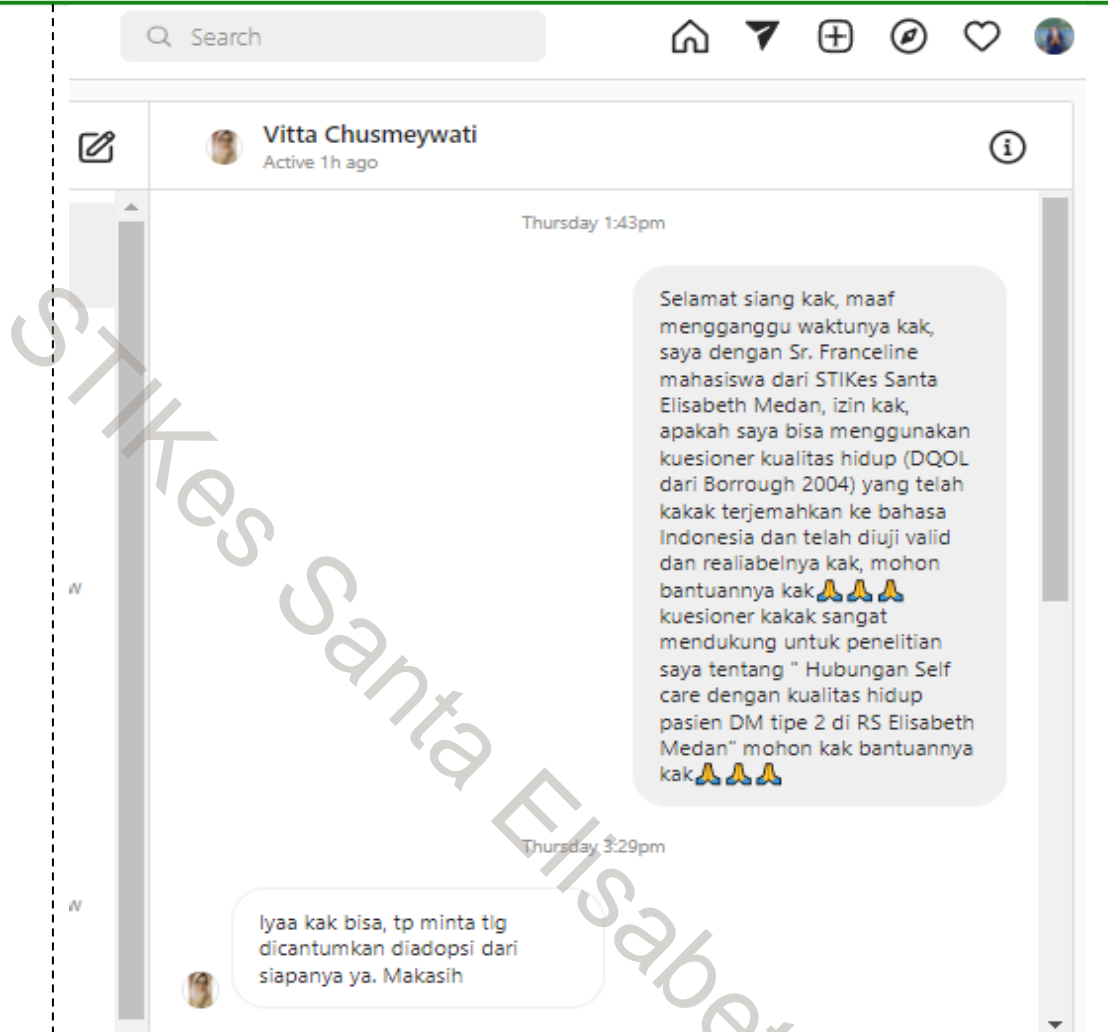 Search
Vitta Chusmeywati
Active 1h ago
Thursday 1:43pm
Selamat siang kak, maaf
mengganggu waktunya kak,
saya dengan Sr. Franceline
mahasiswa dari STIKes Santa
Elisabeth Medan, izin kak,
apakah saya bisa menggunakan
kuesioner kualitas hidup (DQOL
dari Borrough 2004) yang telah
kakak terjemahkan ke bahasa
Indonesia dan telah diuji valid
dan realiabelnya kak, mohon
bantuannya kak🙏🙏🙏
kuesioner kakak sangat
mendukung untuk penelitian
saya tentang " Hubungan Self
care dengan kualitas hidup
pasien DM tipe 2 di RS Elisabeth
Medan" mohon kak bantuannya
kak🙏🙏🙏
Thursday 3:29pm
Iyaa kak bisa, tp minta tlg
dicantumkan diadopsi dari
siapanya ya. Makasih
w
w
STIKes Santa Elisabet